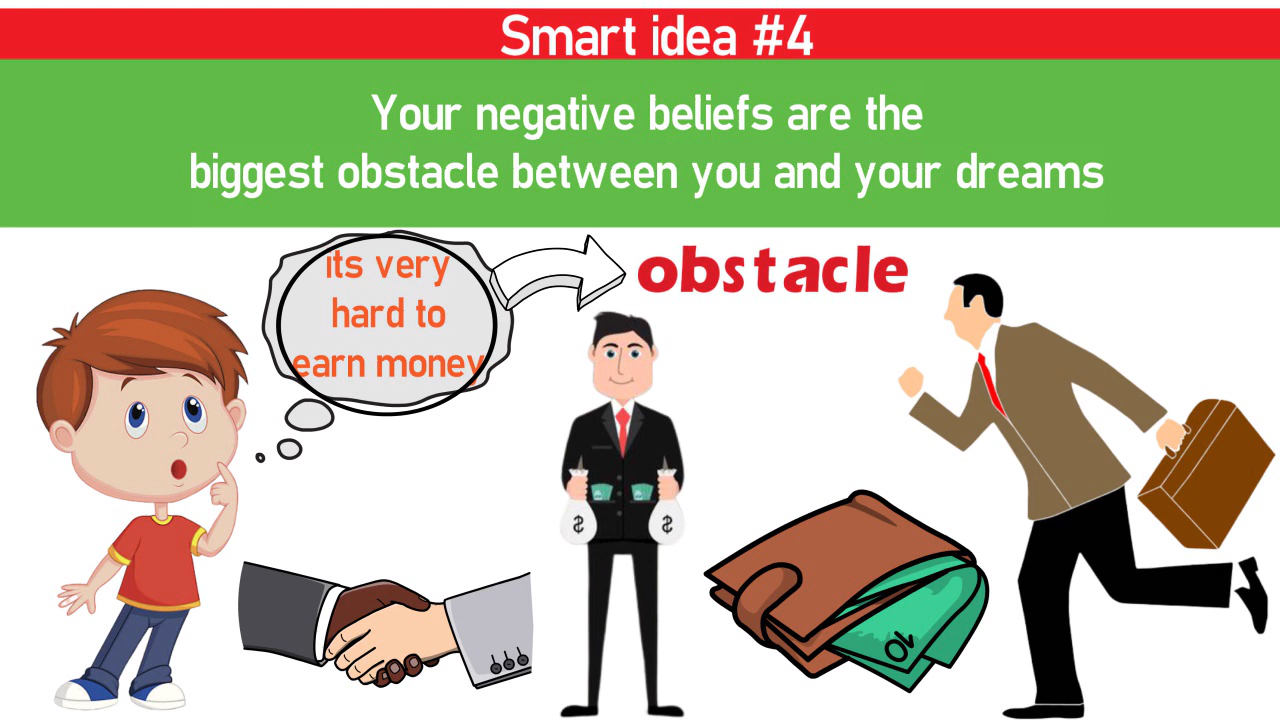 Smart idea #4
Your negative beliefs are the
biggest obstacle between you and your dreams
its very
hard to
earn money
obstacle
$ $
10